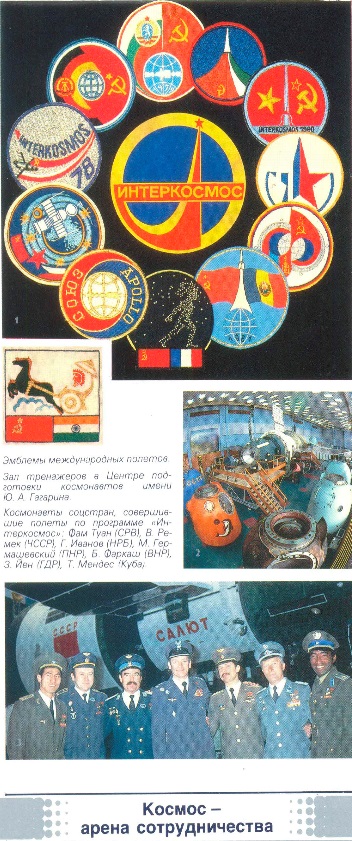 INTERKOSMOS 1980
INTERKOSMOS
78
ИНТЕРКОСМОС
СОЮЗ
APOLLO
1
Эмблемы международных полетов.
Зал тренажеров в Центре под-
готовки космонавтов имени
Ю. А. Гагарина
Космонавты соцстран, совершив-
шие полеты по программе «Ин-
теркосмос»: Фам Туан (СРВ), В. Ре-
мек (ЧССР), Г. Иванов (НРБ), М. Гер-
машевский (ПНР), Б. Фаркаш (ВНР),
З. Йен (ГДР), Т. Мендес (Куба).
2
СССР
САЛЮТ
3
Космос –
арена сотрудничества